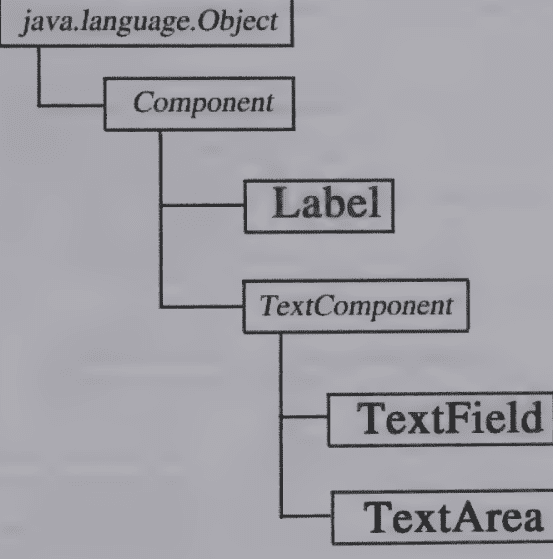 java.language.Object
Component
Label
TextComponent
TextField
TextArea